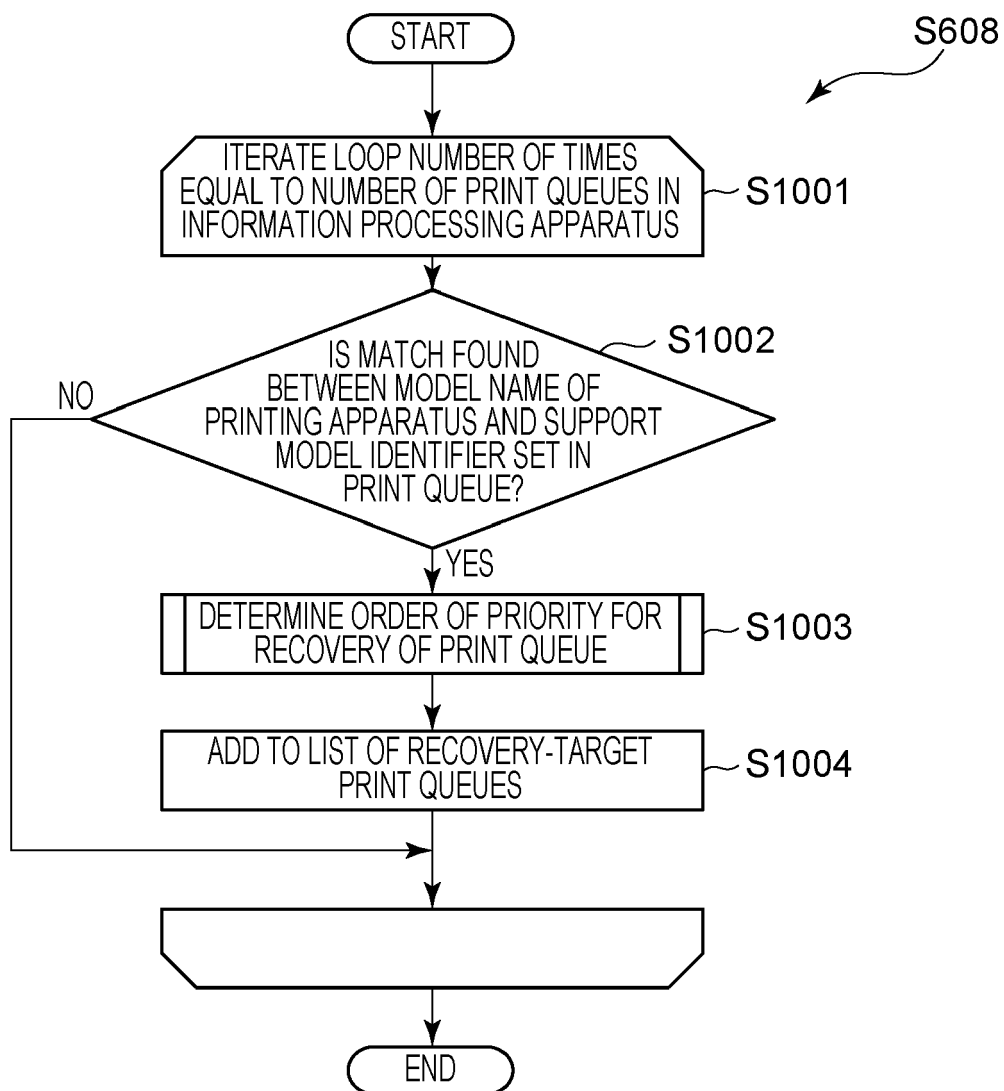 START
S608
ITERATE LOOP NUMBER OF TIMES
EQUAL TO NUMBER OF PRINT QUEUES IN
INFORMATION PROCESSING APPARATUS
S1001
IS MATCH FOUND
BETWEEN MODEL NAME OF
PRINTING APPARATUS AND SUPPORT
MODEL IDENTIFIER SET IN
PRINT QUEUE?
S1002
NO
YES
DETERMINE ORDER OF PRIORITY FOR
RECOVERY OF PRINT QUEUE
S1003
ADD TO LIST OF RECOVERY-TARGET
PRINT QUEUES
S1004
END